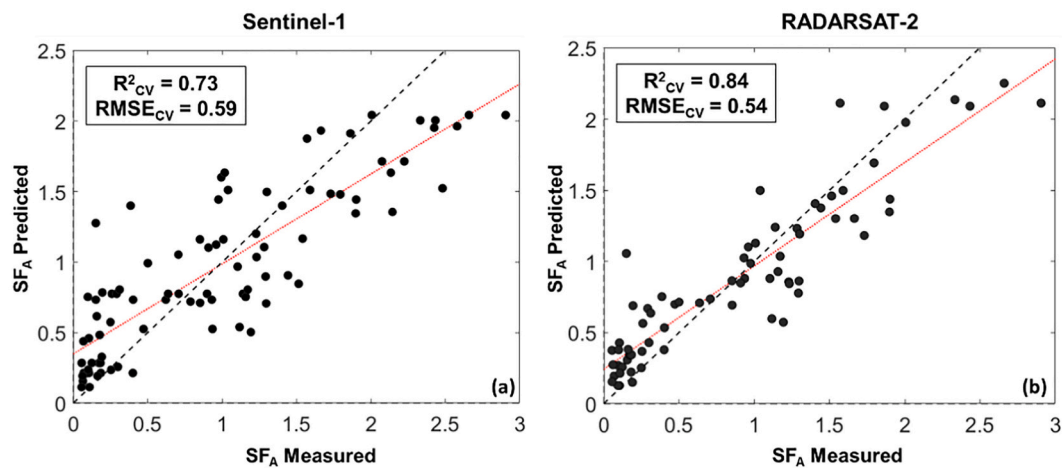 Sentinel-1
R²CV = 0.73
RMSECV = 0.59
2.5
2
1.5
1
0.5
0
SFA Predicted
0 0.5 1 1.5 2 2.5 3
SFA Measured
(a)
RADARSAT-2
R²CV = 0.84
RMSECV = 0.54
2.5
2
1.5
1
0.5
0
SFA Predicted
0 0.5 1 1.5 2 2.5 3
SFA Measured
(b)